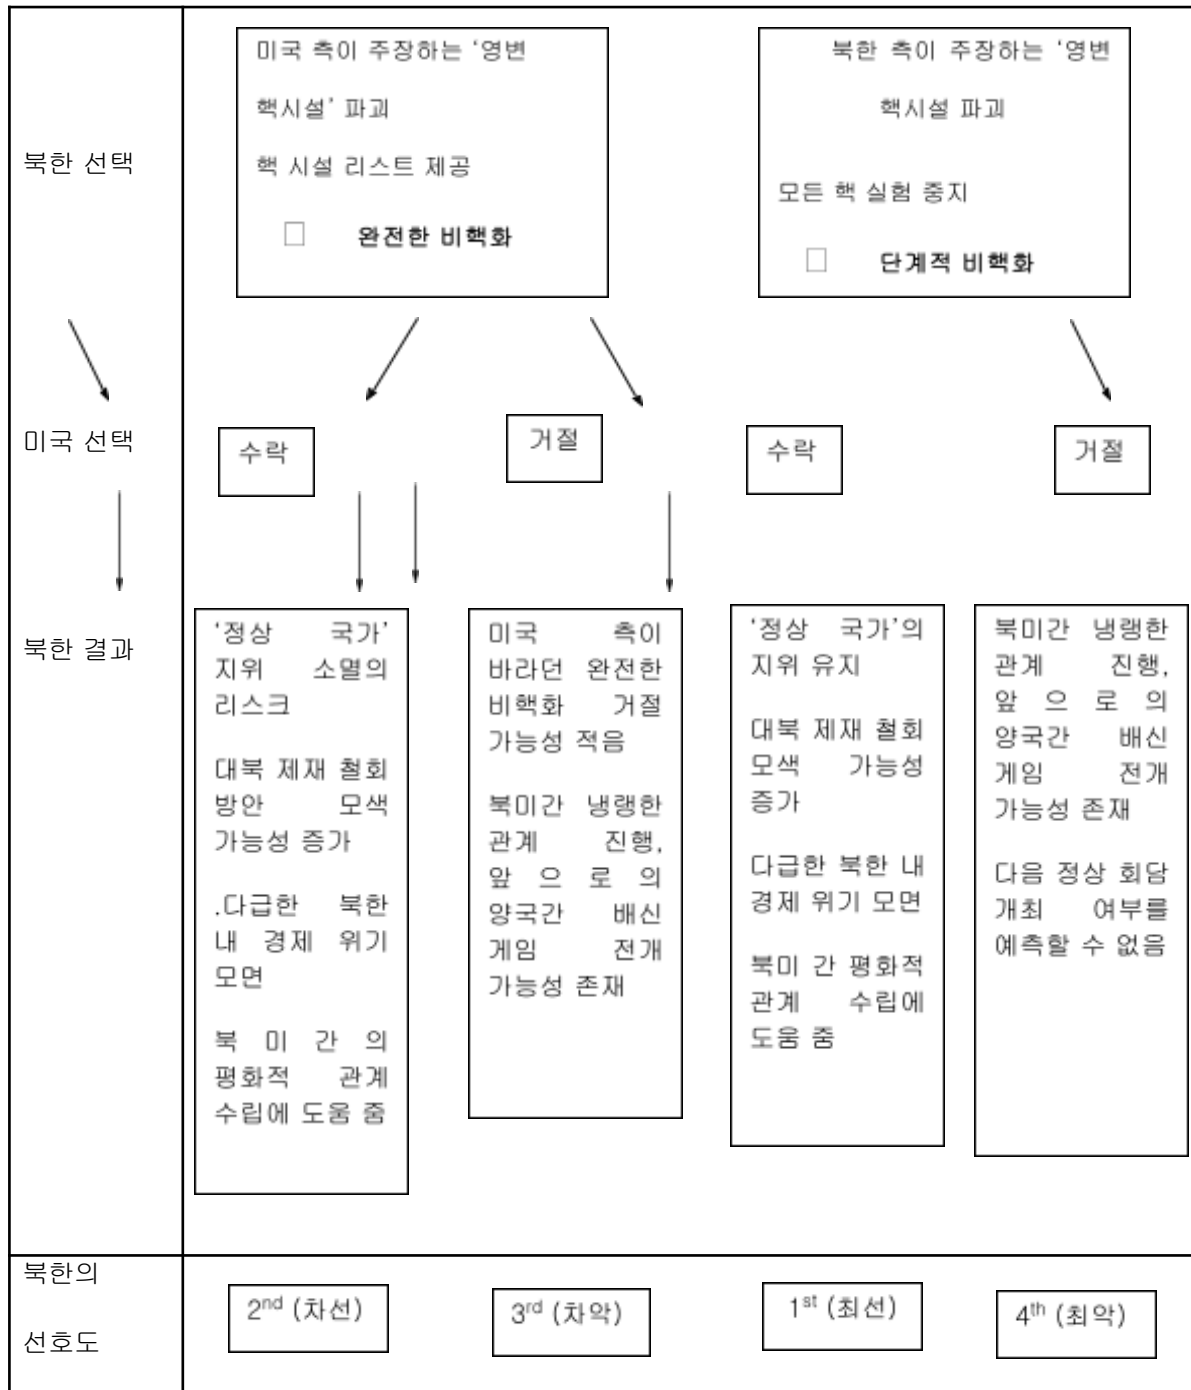 북한 선택
미국 측이 주장하는 ‘영변
핵시설’ 파괴
핵 시설 리스트 제공
□ 완전한 비핵화
북한 측이 주장하는 ‘영변
핵시설 파괴
모든 핵 실험 중지
□ 단계적 비핵화
미국 선택
수락
거절
수락
거절
북한 결과
‘정상 국가’
지위 소멸의
리스크
대북 제재 철회
방안 모색
가능성 증가
.다급한 북한
내 경제 위기
모면
북 미 간 의
평화적 관계
수립에 도움 줌
미국 측이
바라던 완전한
비핵화 거절
가능성 적음
북미간 냉랭한
관계 진행,
앞 으 로 의
양국간 배신
게임 전개
가능성 존재
‘정상 국가’의
지위 유지
대북 제재 철회
모색 가능성
증가
다급한 북한 내
경제 위기 모면
북미 간 평화적
관계 수립에
도움 줌
북미간 냉랭한
관계 진행,
앞 으 로 의
양국간 배신
게임 전개
가능성 존재
다음 정상 회담
개최 여부를
예측할 수 없음
북한의
선호도
2nd (차선)
3rd (차악)
1st (최선)
4th (최악)